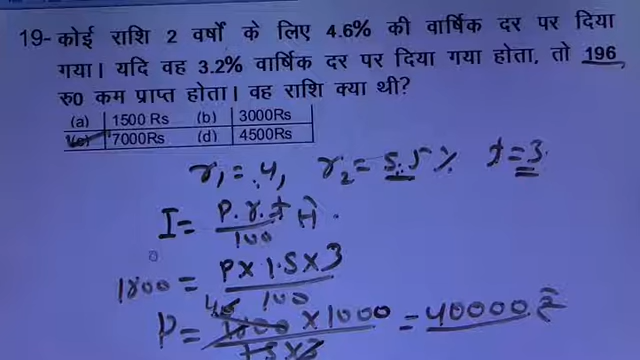 19- कोई राशि 2 वर्षों के लिए 4.6% की वार्षिक दर पर दिया
गया। यदि वह 3.2% वार्षिक दर पर दिया गया होता, तो 196
रु0 कम प्राप्त होता। वह राशि क्या थी?
(a) 1500 Rs (b) 3000Rs
(c) 7000Rs (d) 4500Rs
r₁ = 4, r₂ = 5.5% t = 3
I = P.r.t / 100 से
1800 = P × 1.5 × 3 / 100
P = 1800 × 1000 / 1.5 × 3 = 40000 ₹